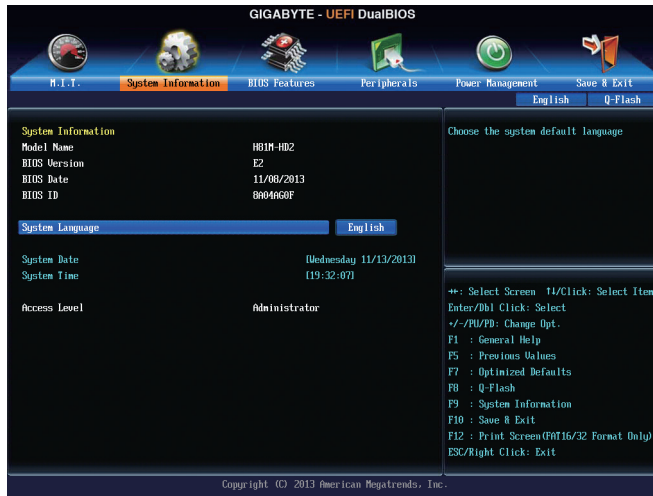 GIGABYTE - UEFI DualBIOS
M.I.T.
System Information
BIOS Features
Peripherals
Power Management
Save & Exit
English
Q-Flash
System Information
Model Name H81M-HD2
BIOS Version E2
BIOS Date 11/08/2013
BIOS ID 8A04AG0F
System Language English
System Date [Wednesday 11/13/2013]
System Time [19:32:07]
Access Level Administrator
Choose the system default language
→←: Select Screen ↑↓/Click: Select Item
Enter/Dbl Click: Select
+/-/PU/PD: Change Opt.
F1 : General Help
F5 : Previous Values
F7 : Optimized Defaults
F8 : Q-Flash
F9 : System Information
F10 : Save & Exit
F12 : Print Screen(FAT16/32 Format Only)
ESC/Right Click: Exit
Copyright (C) 2013 American Megatrends, Inc.